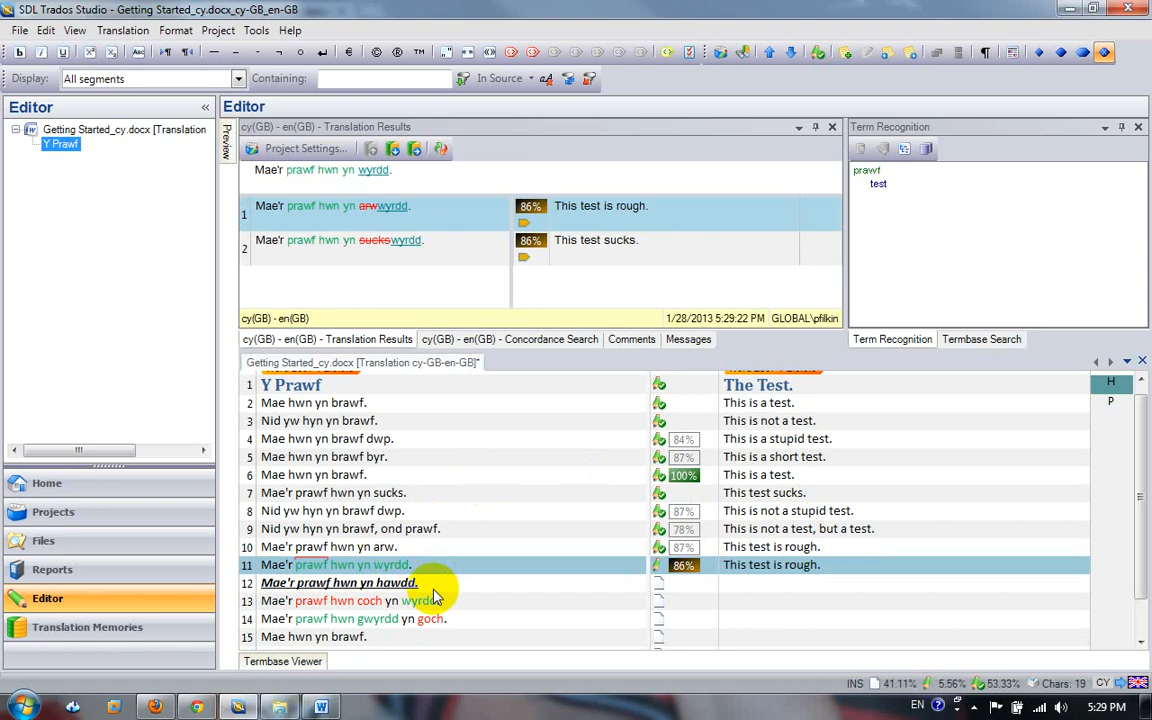 SDL Trados Studio - Getting Started_cy.docx_cy-GB_en-GB
File Edit View Translation Format Project Tools Help
Display: All segments Containing: In Source
Editor
Getting Started_cy.docx [Translation
Y Prawf
Home
Projects
Files
Reports
Editor
Translation Memories
Editor
Preview
cy(GB) - en(GB) - Translation Results
Project Settings...
Mae'r prawf hwn yn wyrdd.
1 Mae'r prawf hwn yn arwwyrdd. 86% This test is rough.
2 Mae'r prawf hwn yn suckswyrdd. 86% This test sucks.
cy(GB) - en(GB) 1/28/2013 5:29:22 PM GLOBAL\pfilkin
cy(GB) - en(GB) - Translation Results cy(GB) - en(GB) - Concordance Search Comments Messages
Term Recognition
prawf
test
Term Recognition Termbase Search
Getting Started_cy.docx [Translation cy-GB-en-GB]*
1 Y Prawf The Test. H
2 Mae hwn yn brawf. This is a test. P
3 Nid yw hyn yn brawf. This is not a test.
4 Mae hwn yn brawf dwp. 84% This is a stupid test.
5 Mae hwn yn brawf byr. 87% This is a short test.
6 Mae hwn yn brawf. 100% This is a test.
7 Mae'r prawf hwn yn sucks. This test sucks.
8 Nid yw hyn yn brawf dwp. 87% This is not a stupid test.
9 Nid yw hyn yn brawf, ond prawf. 78% This is not a test, but a test.
10 Mae'r prawf hwn yn arw. 87% This test is rough.
11 Mae'r prawf hwn yn wyrdd. 86% This test is rough.
12 Mae'r prawf hwn yn hawdd.
13 Mae'r prawf hwn coch yn wyrdd
14 Mae'r prawf hwn gwyrdd yn goch.
15 Mae hwn yn brawf.
Termbase Viewer
INS 41.11% 5.56% 53.33% Chars: 19 CY
EN 5:29 PM